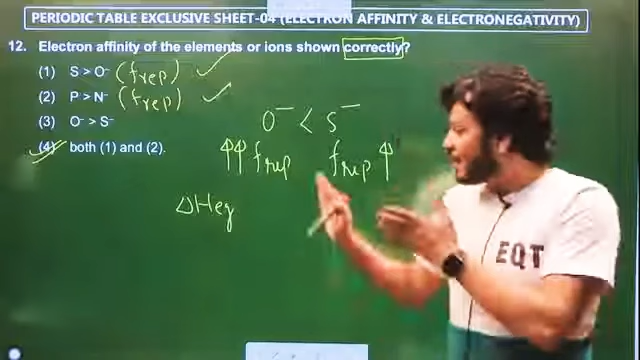 PERIODIC TABLE EXCLUSIVE SHEET-04 (ELECTRON AFFINITY & ELECTRONEGATIVITY)
12. Electron affinity of the elements or ions shown correctly?
(1) S > O⁻ (frep) ✓
(2) P > N⁻ (frep) ✓
(3) O⁻ > S⁻
(4) both (1) and (2).
O⁻ < S⁻
↑↑ frep frep ↑
ΔHeg
EQT